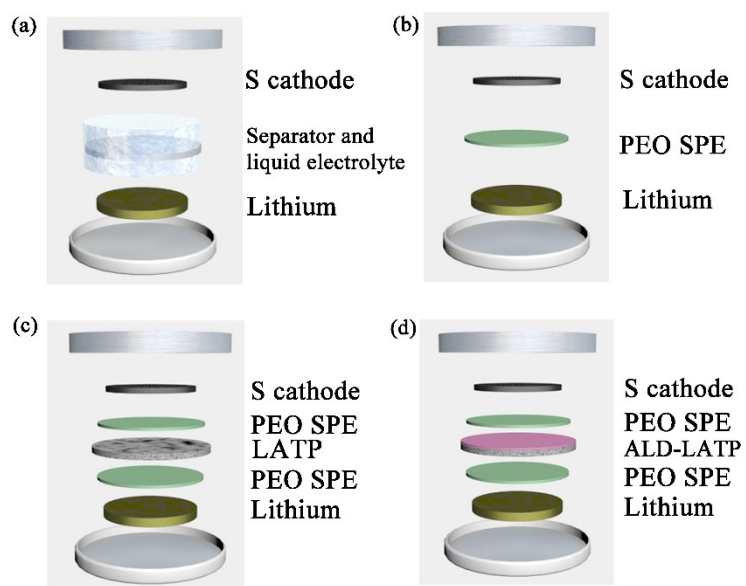 (a)
S cathode
Separator and
liquid electrolyte
Lithium
(b)
S cathode
PEO SPE
Lithium
(c)
S cathode
PEO SPE
LATP
PEO SPE
Lithium
(d)
S cathode
PEO SPE
ALD-LATP
PEO SPE
Lithium